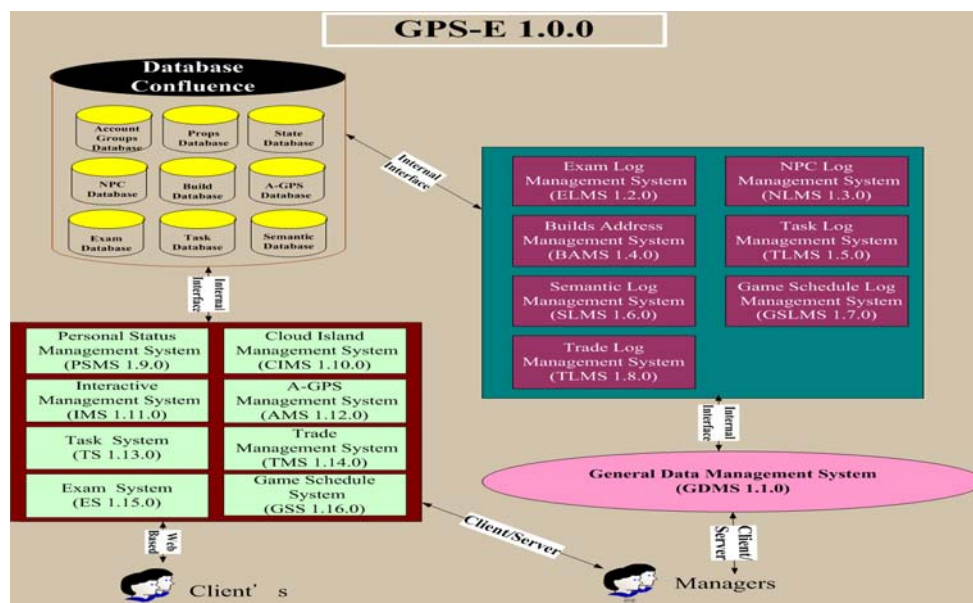 GPS-E 1.0.0
Database
Confluence
Account
Groups
Database
Props
Database
State
Database
NPC
Database
Build
Database
A-GPS
Database
Exam
Database
Task
Database
Semantic
Database
Internal
Interface
Internal
Interface
Exam Log
Management System
(ELMS 1.2.0)
NPC Log
Management System
(NLMS 1.3.0)
Builds Address
Management System
(BAMS 1.4.0)
Task Log
Management System
(TLMS 1.5.0)
Semantic Log
Management System
(SLMS 1.6.0)
Game Schedule Log
Management System
(GSLMS 1.7.0)
Trade Log
Management System
(TLMS 1.8.0)
Personal Status
Management System
(PSMS 1.9.0)
Cloud Island
Management System
(CIMS 1.10.0)
Interactive
Management System
(IMS 1.11.0)
A-GPS
Management System
(AMS 1.12.0)
Task System
(TS 1.13.0)
Trade
Management System
(TMS 1.14.0)
Exam System
(ES 1.15.0)
Game Schedule
System
(GSS 1.16.0)
Internal
Interface
General Data Management System
(GDMS 1.1.0)
Web
Based
Client/Server
Client/
Server
Client' s
Managers